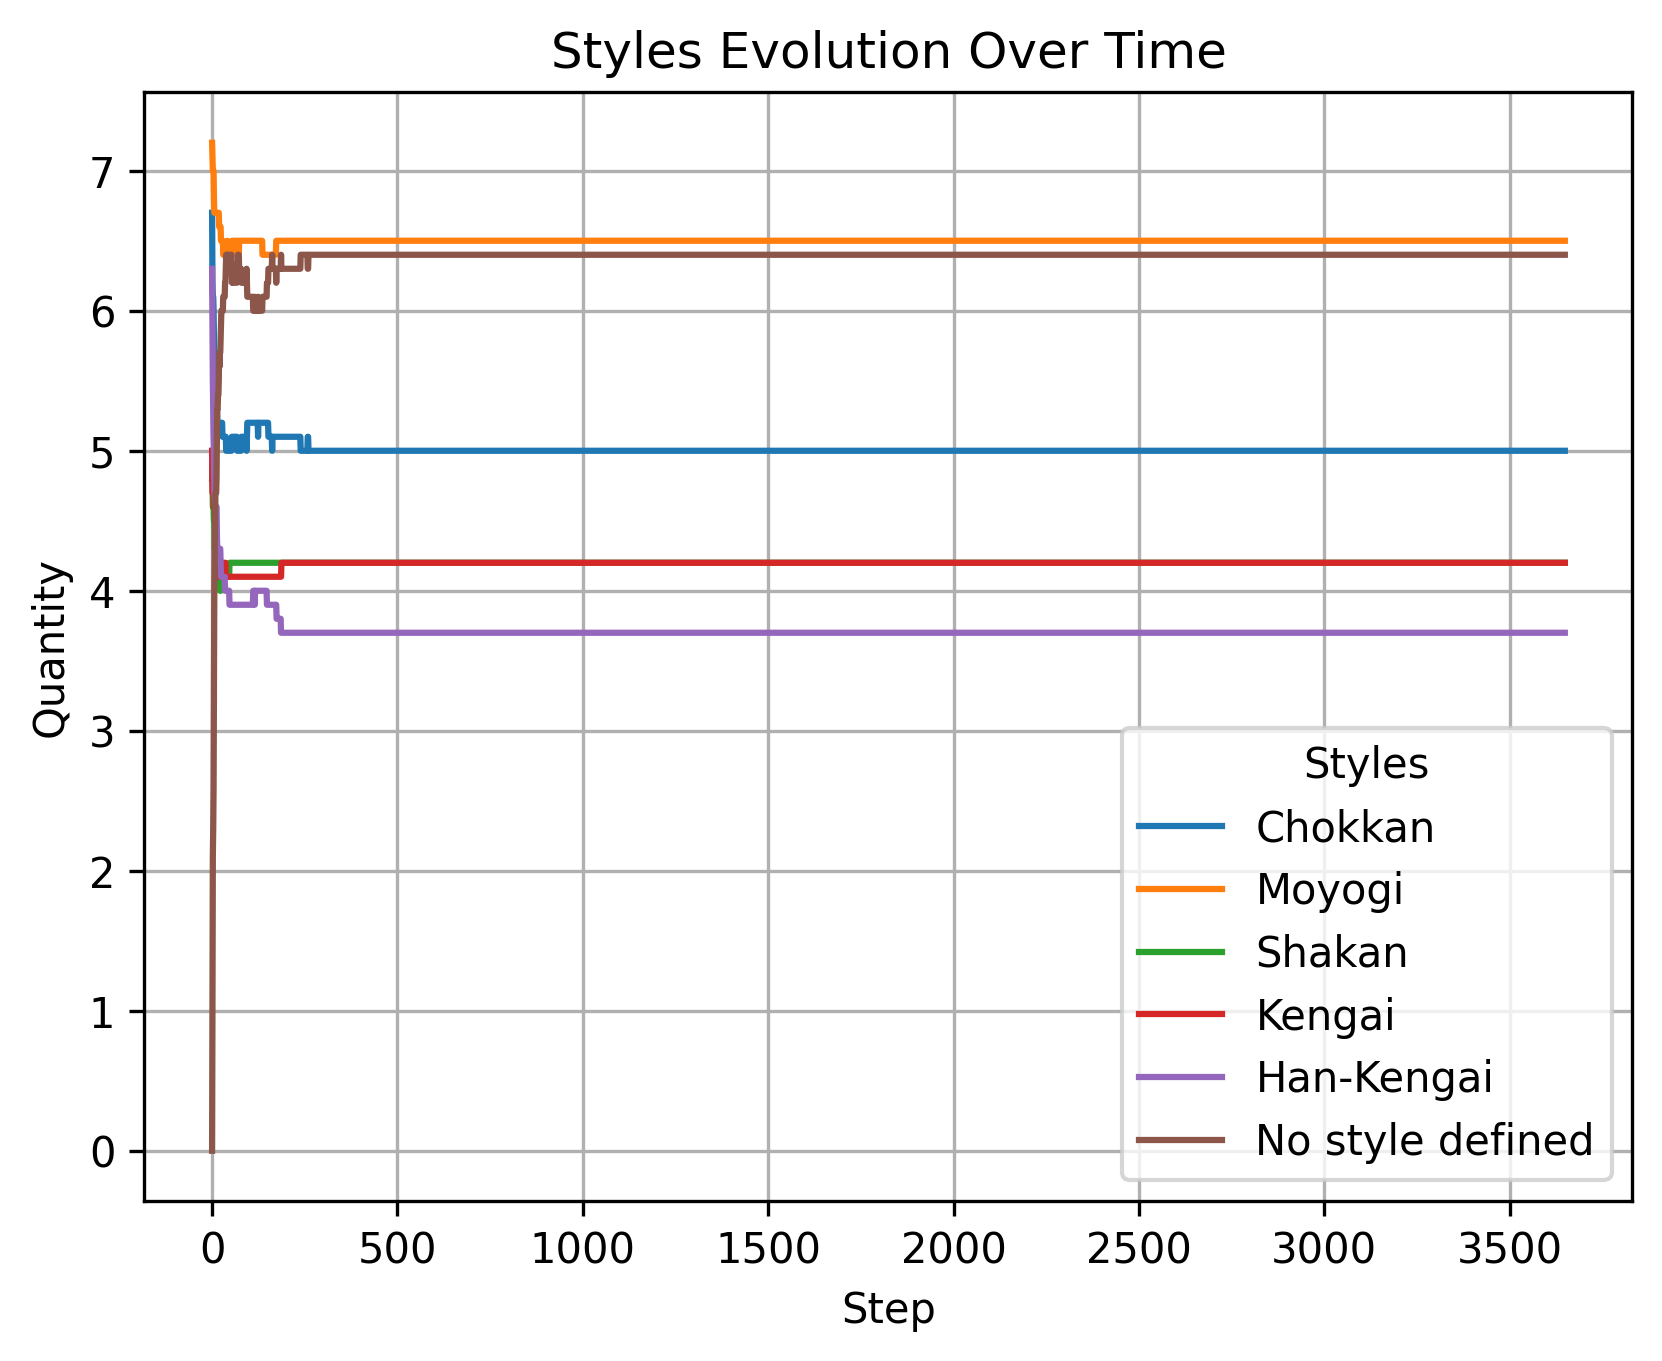 Styles Evolution Over Time
7
6
5
4
3
2
1
0
Quantity
Styles
Chokkan
Moyogi
Shakan
Kengai
Han-Kengai
No style defined
0 500 1000 1500 2000 2500 3000 3500
Step